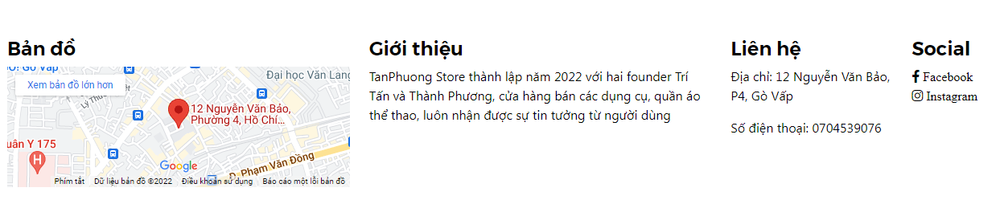 Bản đồ
Xem bản đồ lớn hơn
Đại học Văn Lang
12 Nguyễn Văn Bảo,
Phường 4, Hồ Chí...
uân Y 175
Google
Đ. Phạm Văn Đồng
Phím tắt Dữ liệu bản đồ ©2022 Điều khoản sử dụng Báo cáo một lỗi bản đồ
Giới thiệu
TanPhuong Store thành lập năm 2022 với hai founder Trí
Tấn và Thành Phương, cửa hàng bán các dụng cụ, quần áo
thể thao, luôn nhận được sự tin tưởng từ người dùng
Liên hệ
Địa chỉ: 12 Nguyễn Văn Bảo,
P4, Gò Vấp
Số điện thoại: 0704539076
Social
Facebook
Instagram